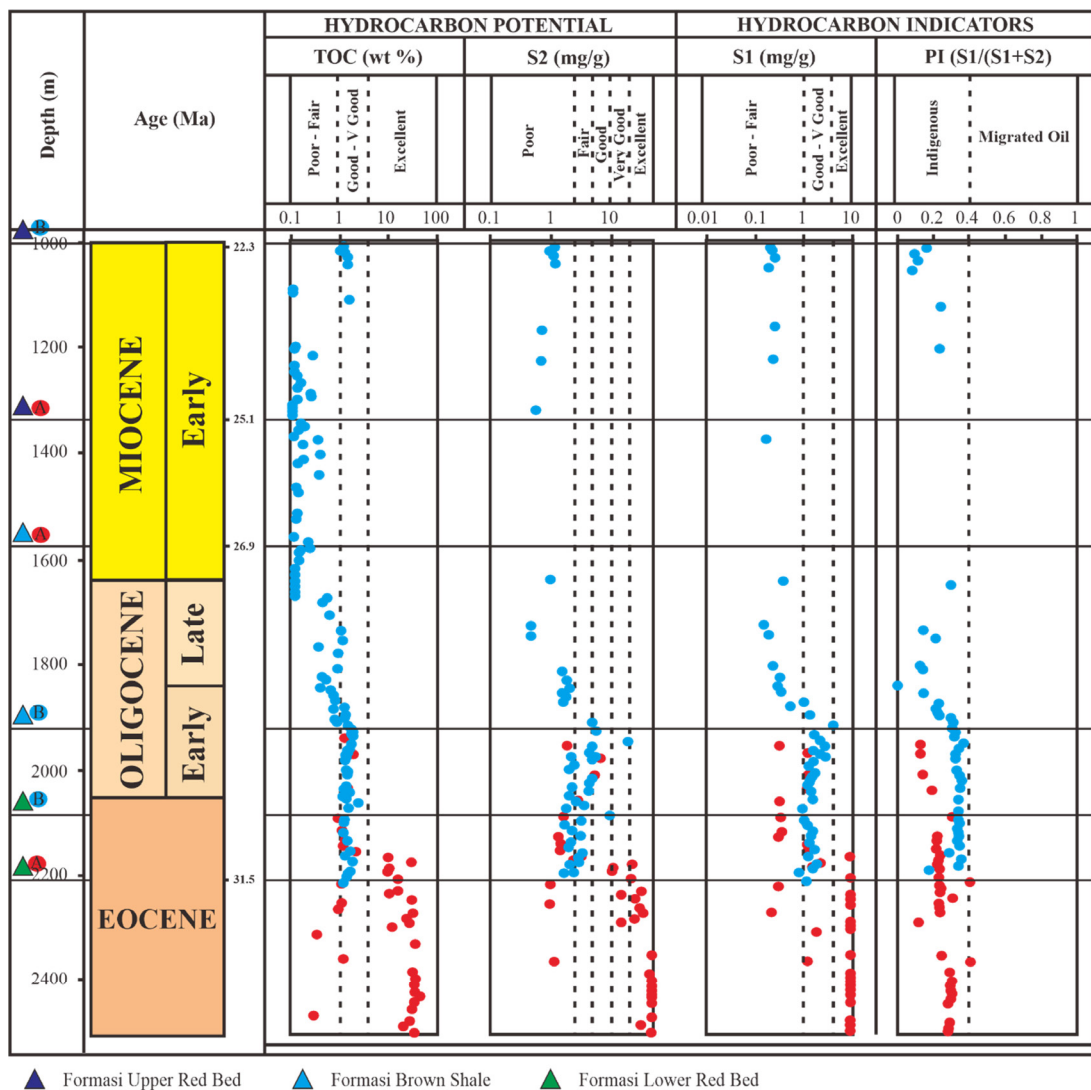 HYDROCARBON POTENTIAL
HYDROCARBON INDICATORS
Depth (m)
Age (Ma)
TOC (wt %)
S2 (mg/g)
S1 (mg/g)
PI (S1/(S1+S2)
Poor - Fair
Good - V Good
Excellent
Poor
Fair
Good
Very Good
Excellent
Poor - Fair
Good - V Good
Excellent
Indigenous
Migrated Oil
0.1 1 10 100
0.1 1 10
0.01 0.1 1 10
0 0.2 0.4 0.6 0.8 1
B
1000
22.3
1200
A
25.1
1400
A
26.9
1600
1800
B
2000
B
A
2200
31.5
2400
MIOCENE
Early
OLIGOCENE
Late
Early
EOCENE
Formasi Upper Red Bed
Formasi Brown Shale
Formasi Lower Red Bed